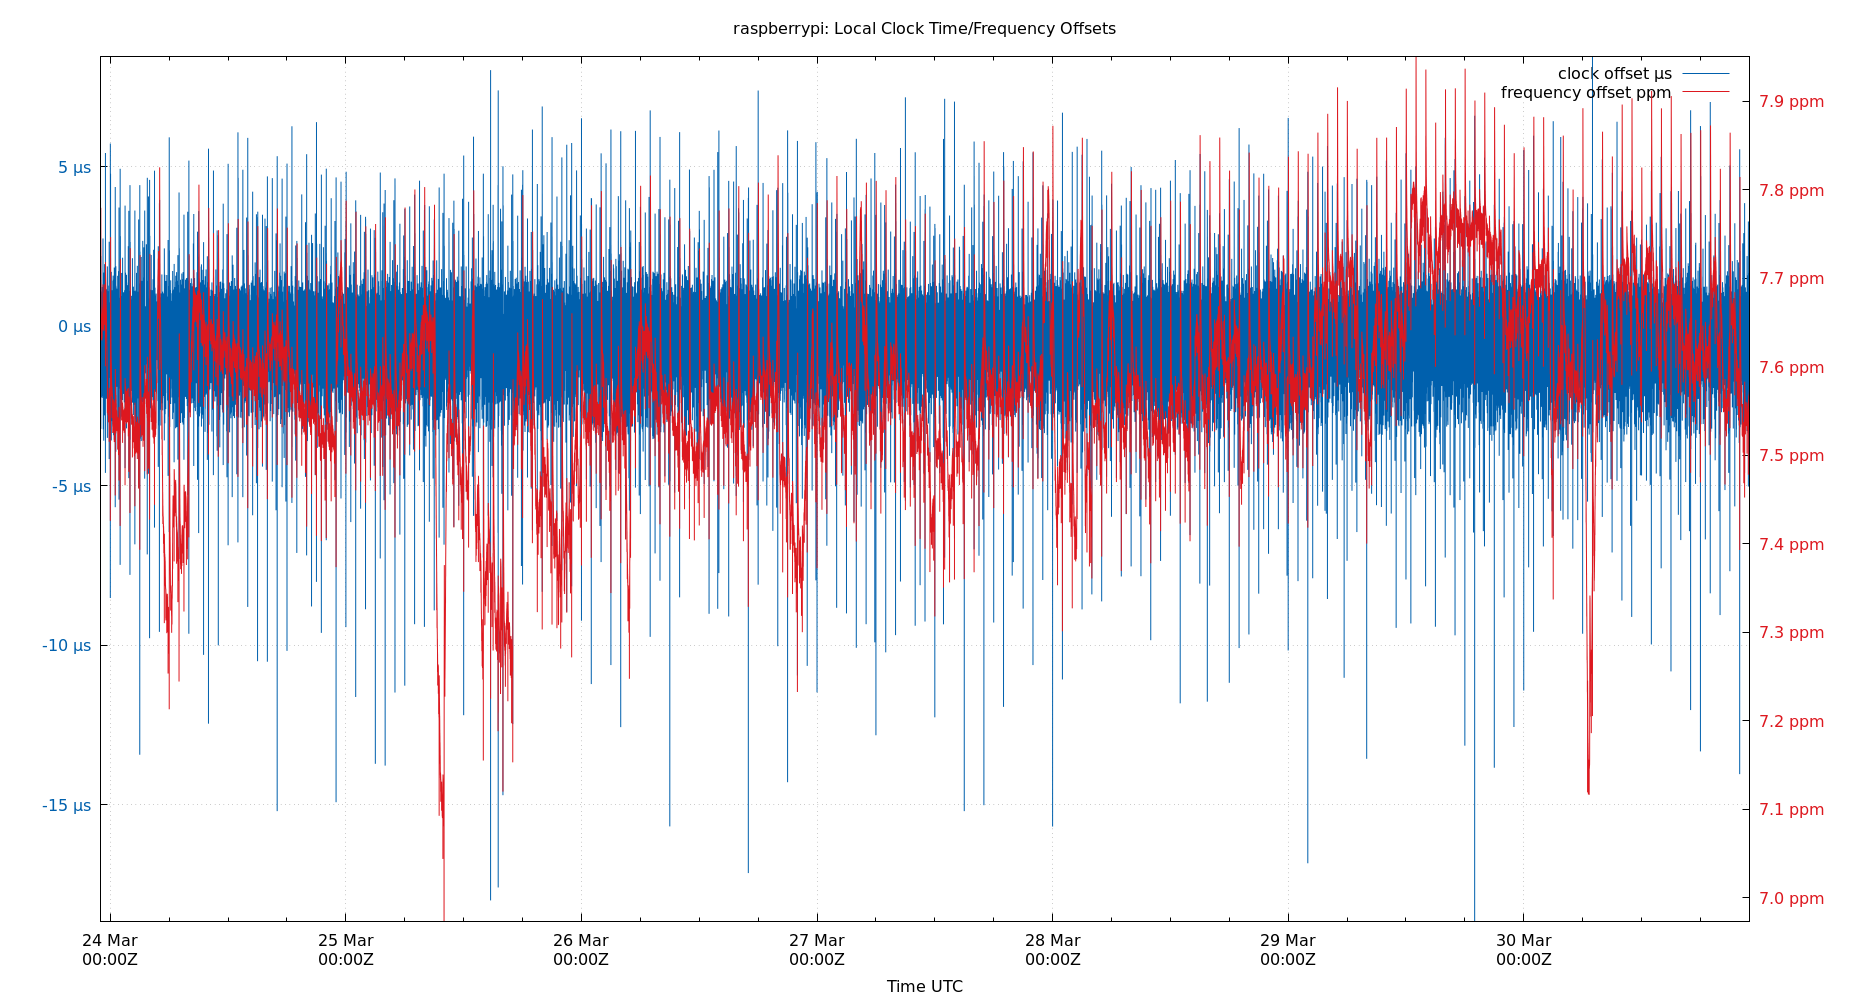 raspberrypi: Local Clock Time/Frequency Offsets
clock offset µs
frequency offset ppm
5 µs
0 µs
-5 µs
-10 µs
-15 µs
7.9 ppm
7.8 ppm
7.7 ppm
7.6 ppm
7.5 ppm
7.4 ppm
7.3 ppm
7.2 ppm
7.1 ppm
7.0 ppm
24 Mar
00:00Z
25 Mar
00:00Z
26 Mar
00:00Z
27 Mar
00:00Z
28 Mar
00:00Z
29 Mar
00:00Z
30 Mar
00:00Z
Time UTC